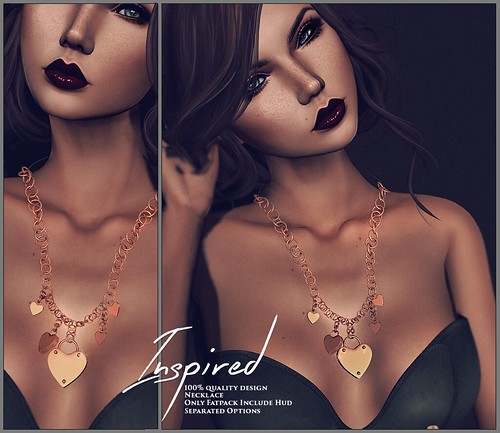 Inspired
100% quality design
Necklace
Only Fatpack Include Hud
Separated Options